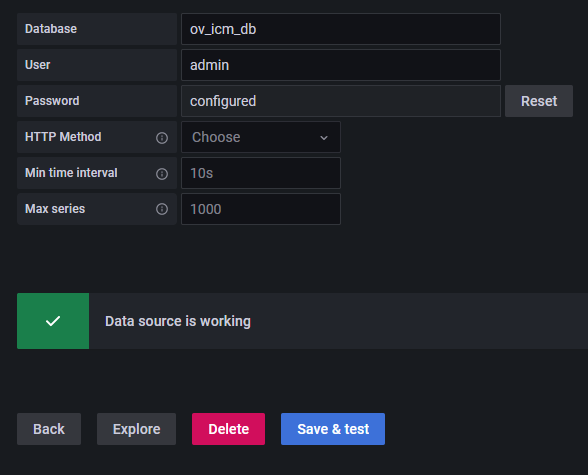 Database ov_icm_db
User admin
Password configured Reset
HTTP Method Choose
Min time interval 10s
Max series 1000
Data source is working
Back Explore Delete Save & test